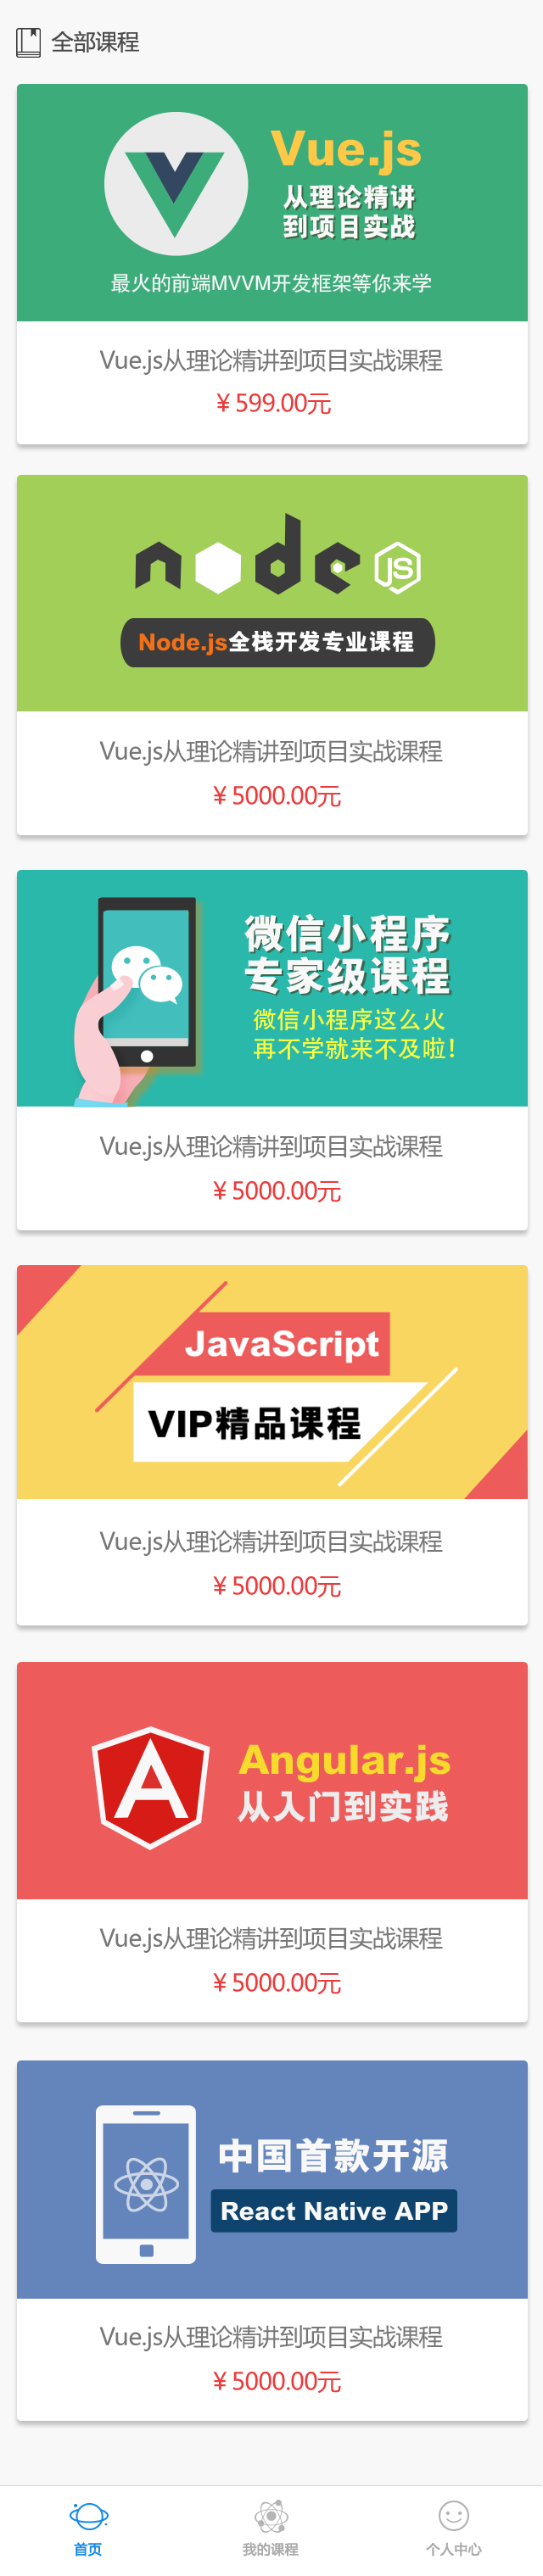 全部课程
Vue.js
从理论精讲
到项目实战
最火的前端MVVM开发框架等你来学
Vue.js从理论精讲到项目实战课程
¥ 599.00元
node JS
Node.js全栈开发专业课程
Vue.js从理论精讲到项目实战课程
¥ 5000.00元
微信小程序
专家级课程
微信小程序这么火
再不学就来不及啦！
Vue.js从理论精讲到项目实战课程
¥ 5000.00元
JavaScript
VIP精品课程
Vue.js从理论精讲到项目实战课程
¥ 5000.00元
Angular.js
从入门到实践
Vue.js从理论精讲到项目实战课程
¥ 5000.00元
中国首款开源
React Native APP
Vue.js从理论精讲到项目实战课程
¥ 5000.00元
首页 我的课程 个人中心